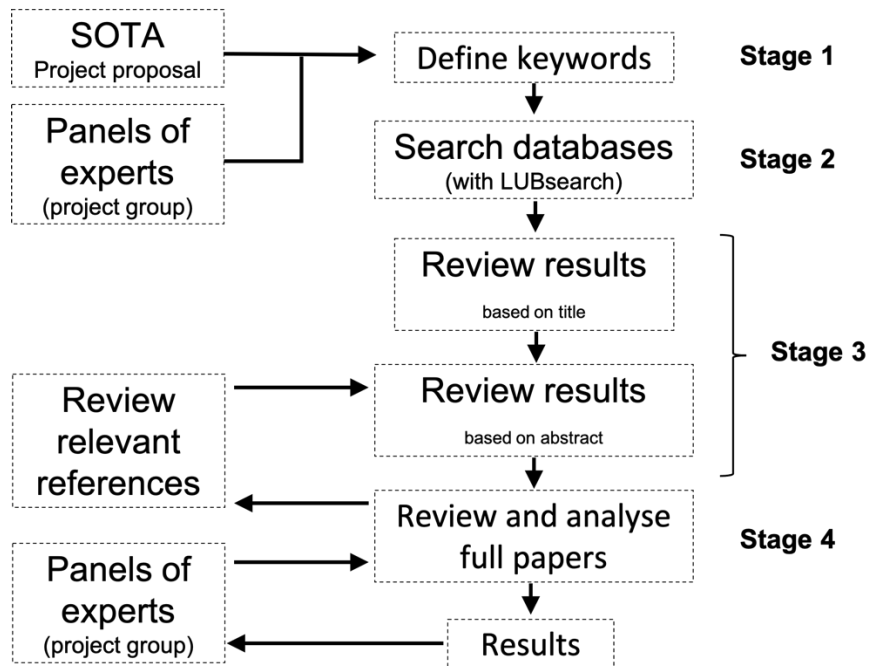 SOTA
Project proposal
Define keywords
Stage 1
Panels of
experts
(project group)
Search databases
(with LUBsearch)
Stage 2
Review results
based on title
Stage 3
Review results
based on abstract
Review
relevant
references
Review and analyse
full papers
Stage 4
Panels of
experts
(project group)
Results